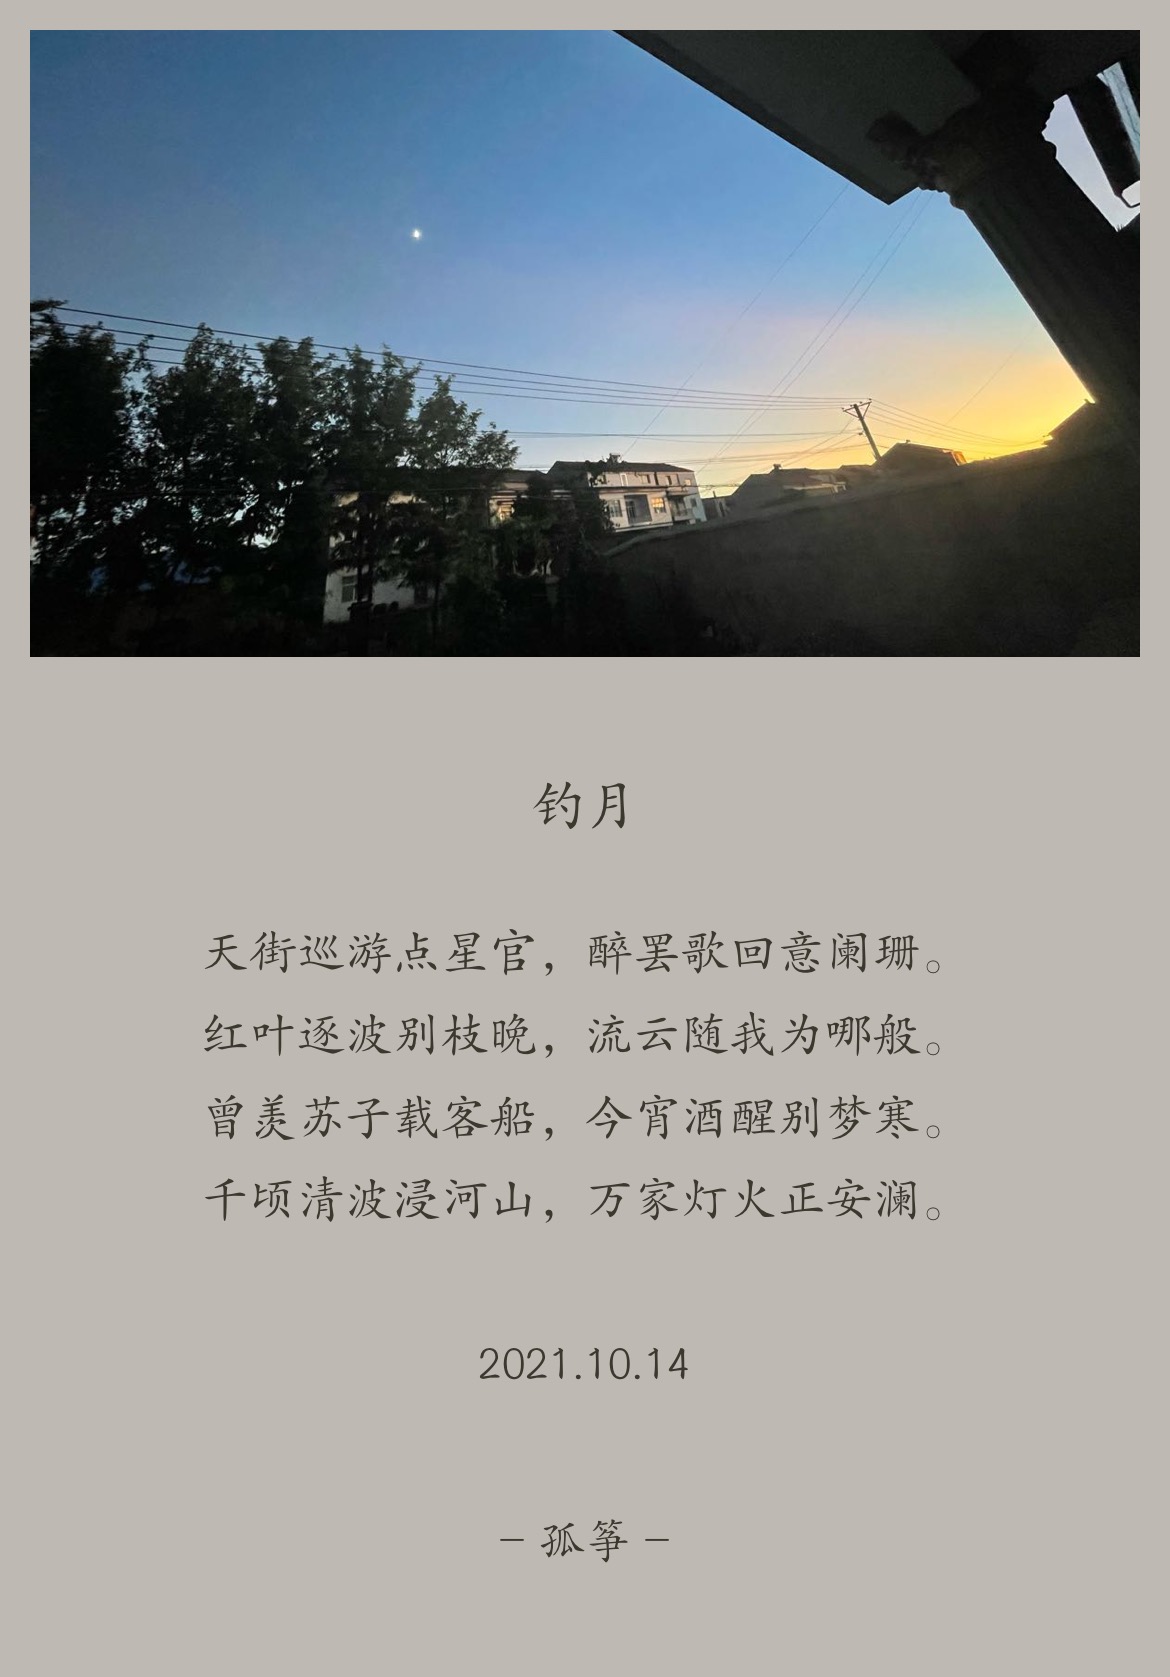 钓月
天街巡游点星官，醉罢歌回意阑珊。
红叶逐波别枝晚，流云随我为哪般。
曾羡苏子载客船，今宵酒醒别梦寒。
千顷清波浸河山，万家灯火正安澜。
2021.10.14
– 孤筝 –